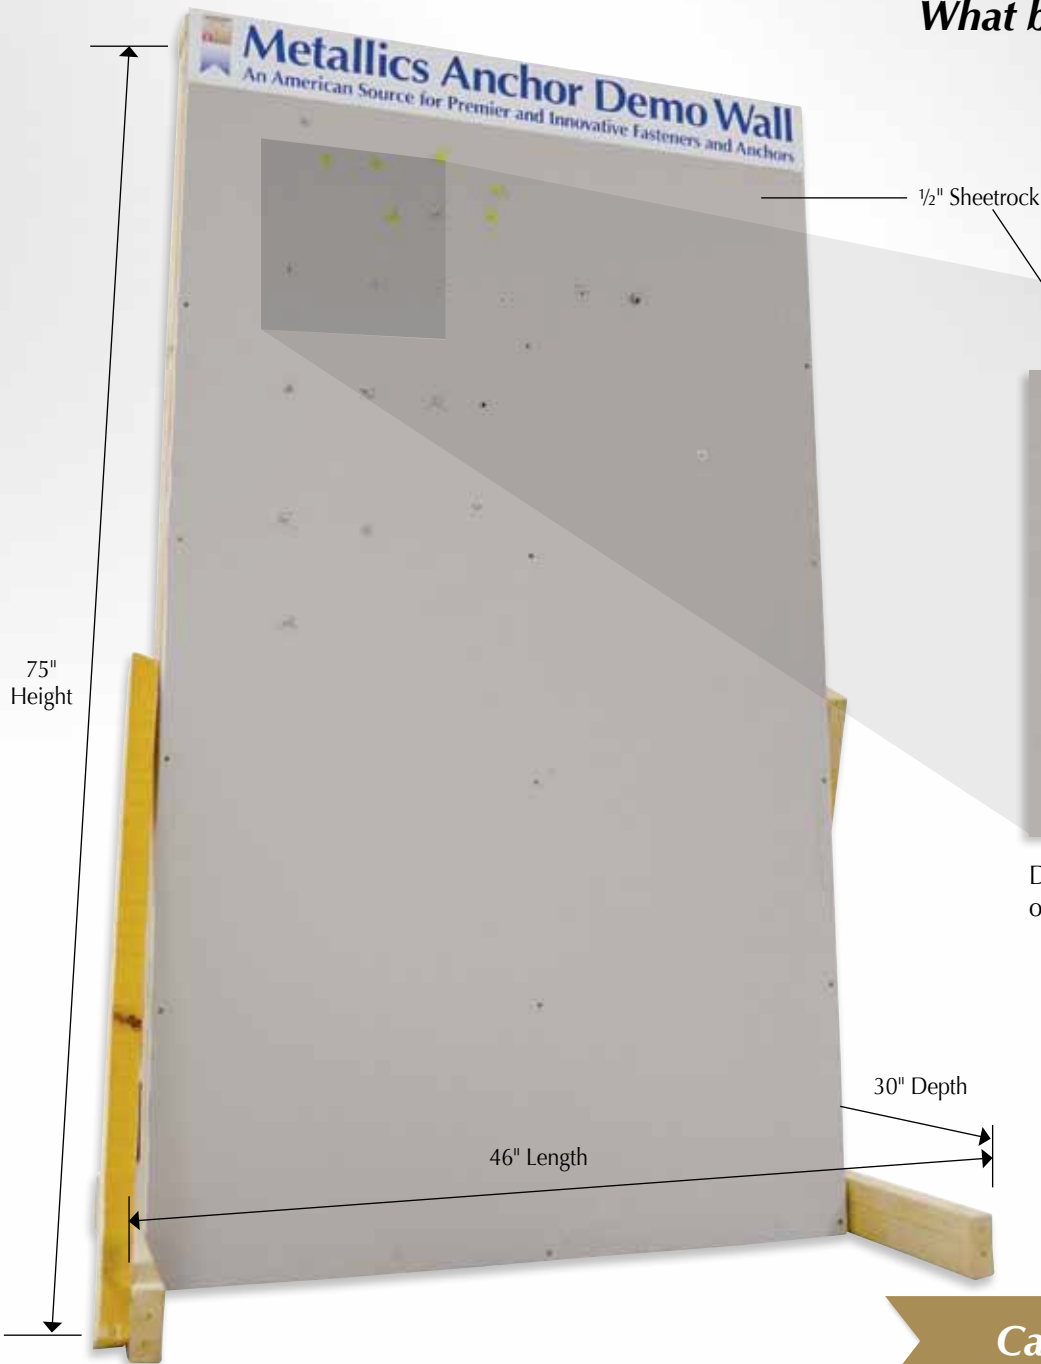 What b
Metallics Anchor Demo Wall
An American Source for Premier and Innovative Fasteners and Anchors
½" Sheetrock
75"
Height
D
o
30" Depth
46" Length
Ca